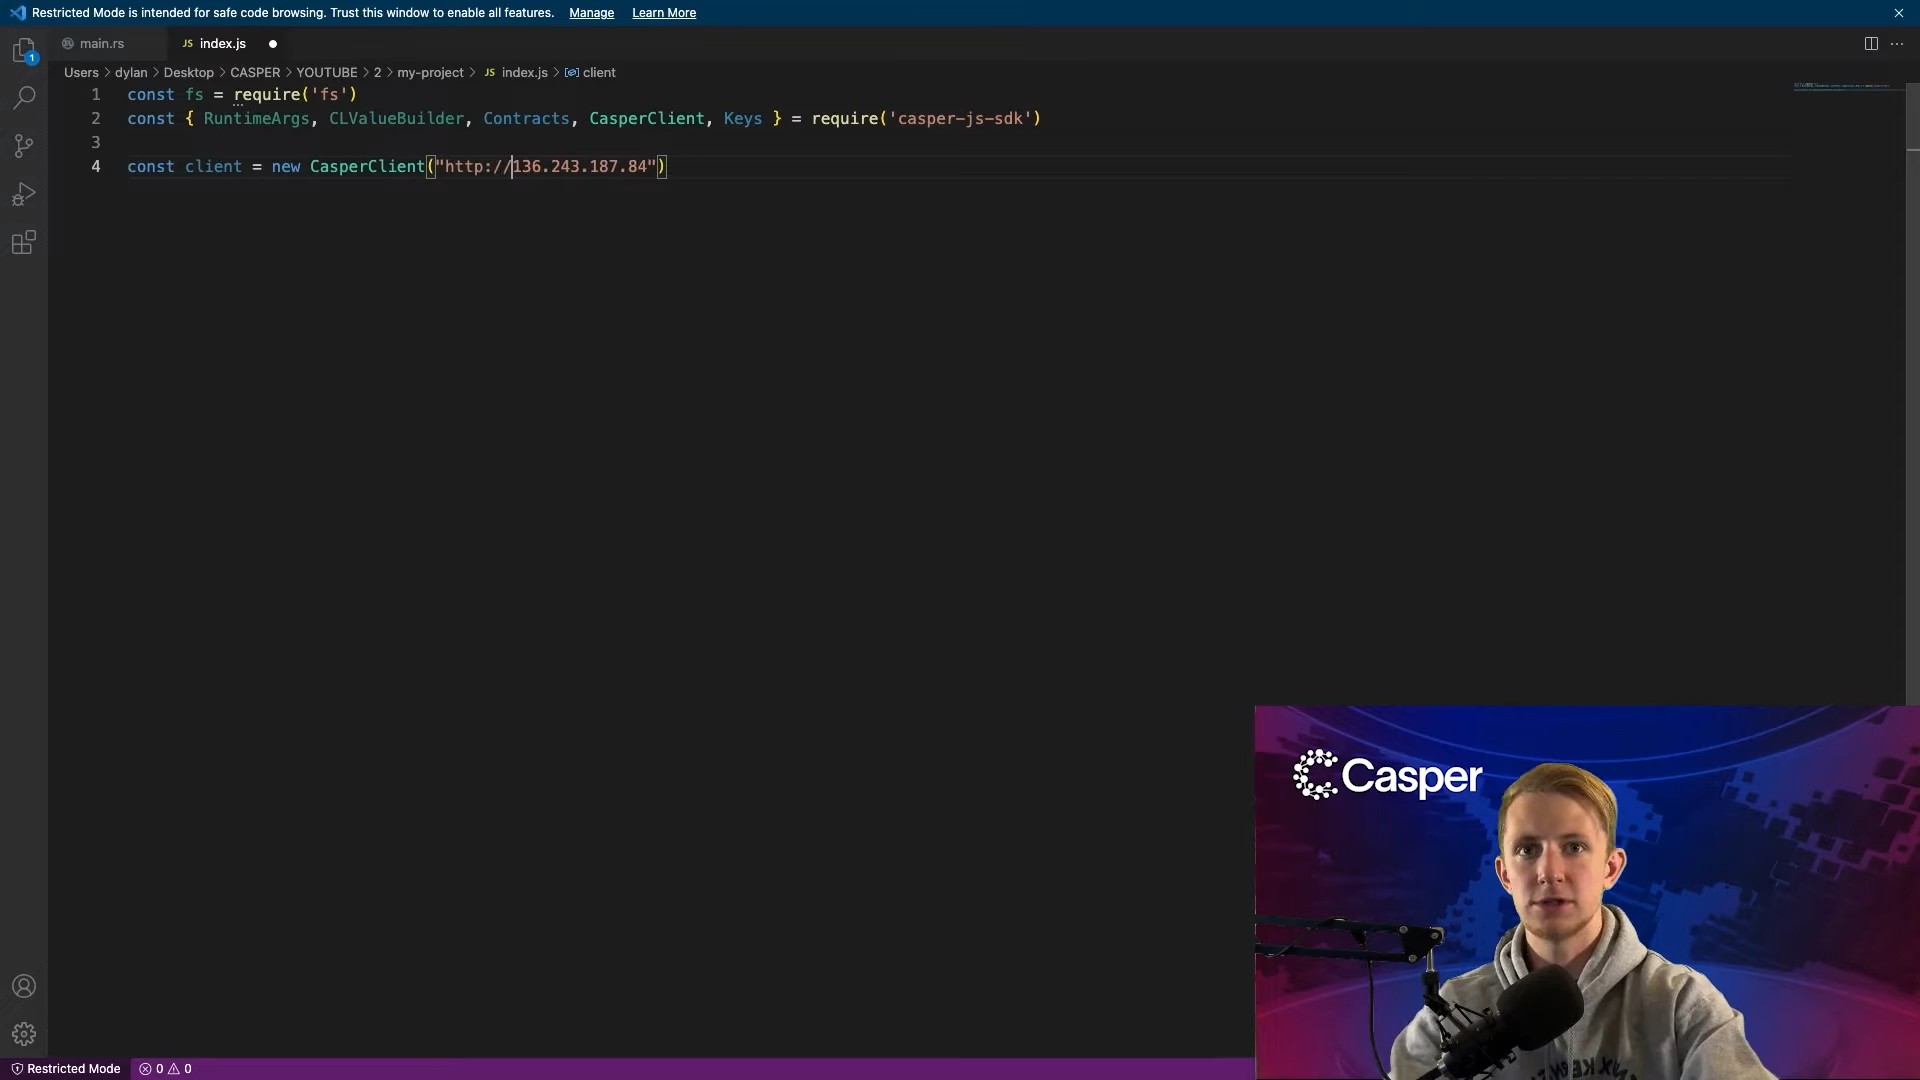 Restricted Mode is intended for safe code browsing. Trust this window to enable all features. Manage Learn More
main.rs JS index.js
Users > dylan > Desktop > CASPER > YOUTUBE > 2 > my-project > JS index.js > client
1 const fs = require('fs')
2 const { RuntimeArgs, CLValueBuilder, Contracts, CasperClient, Keys } = require('casper-js-sdk')
3
4 const client = new CasperClient("http://136.243.187.84")
1
Casper
Restricted Mode 0 0